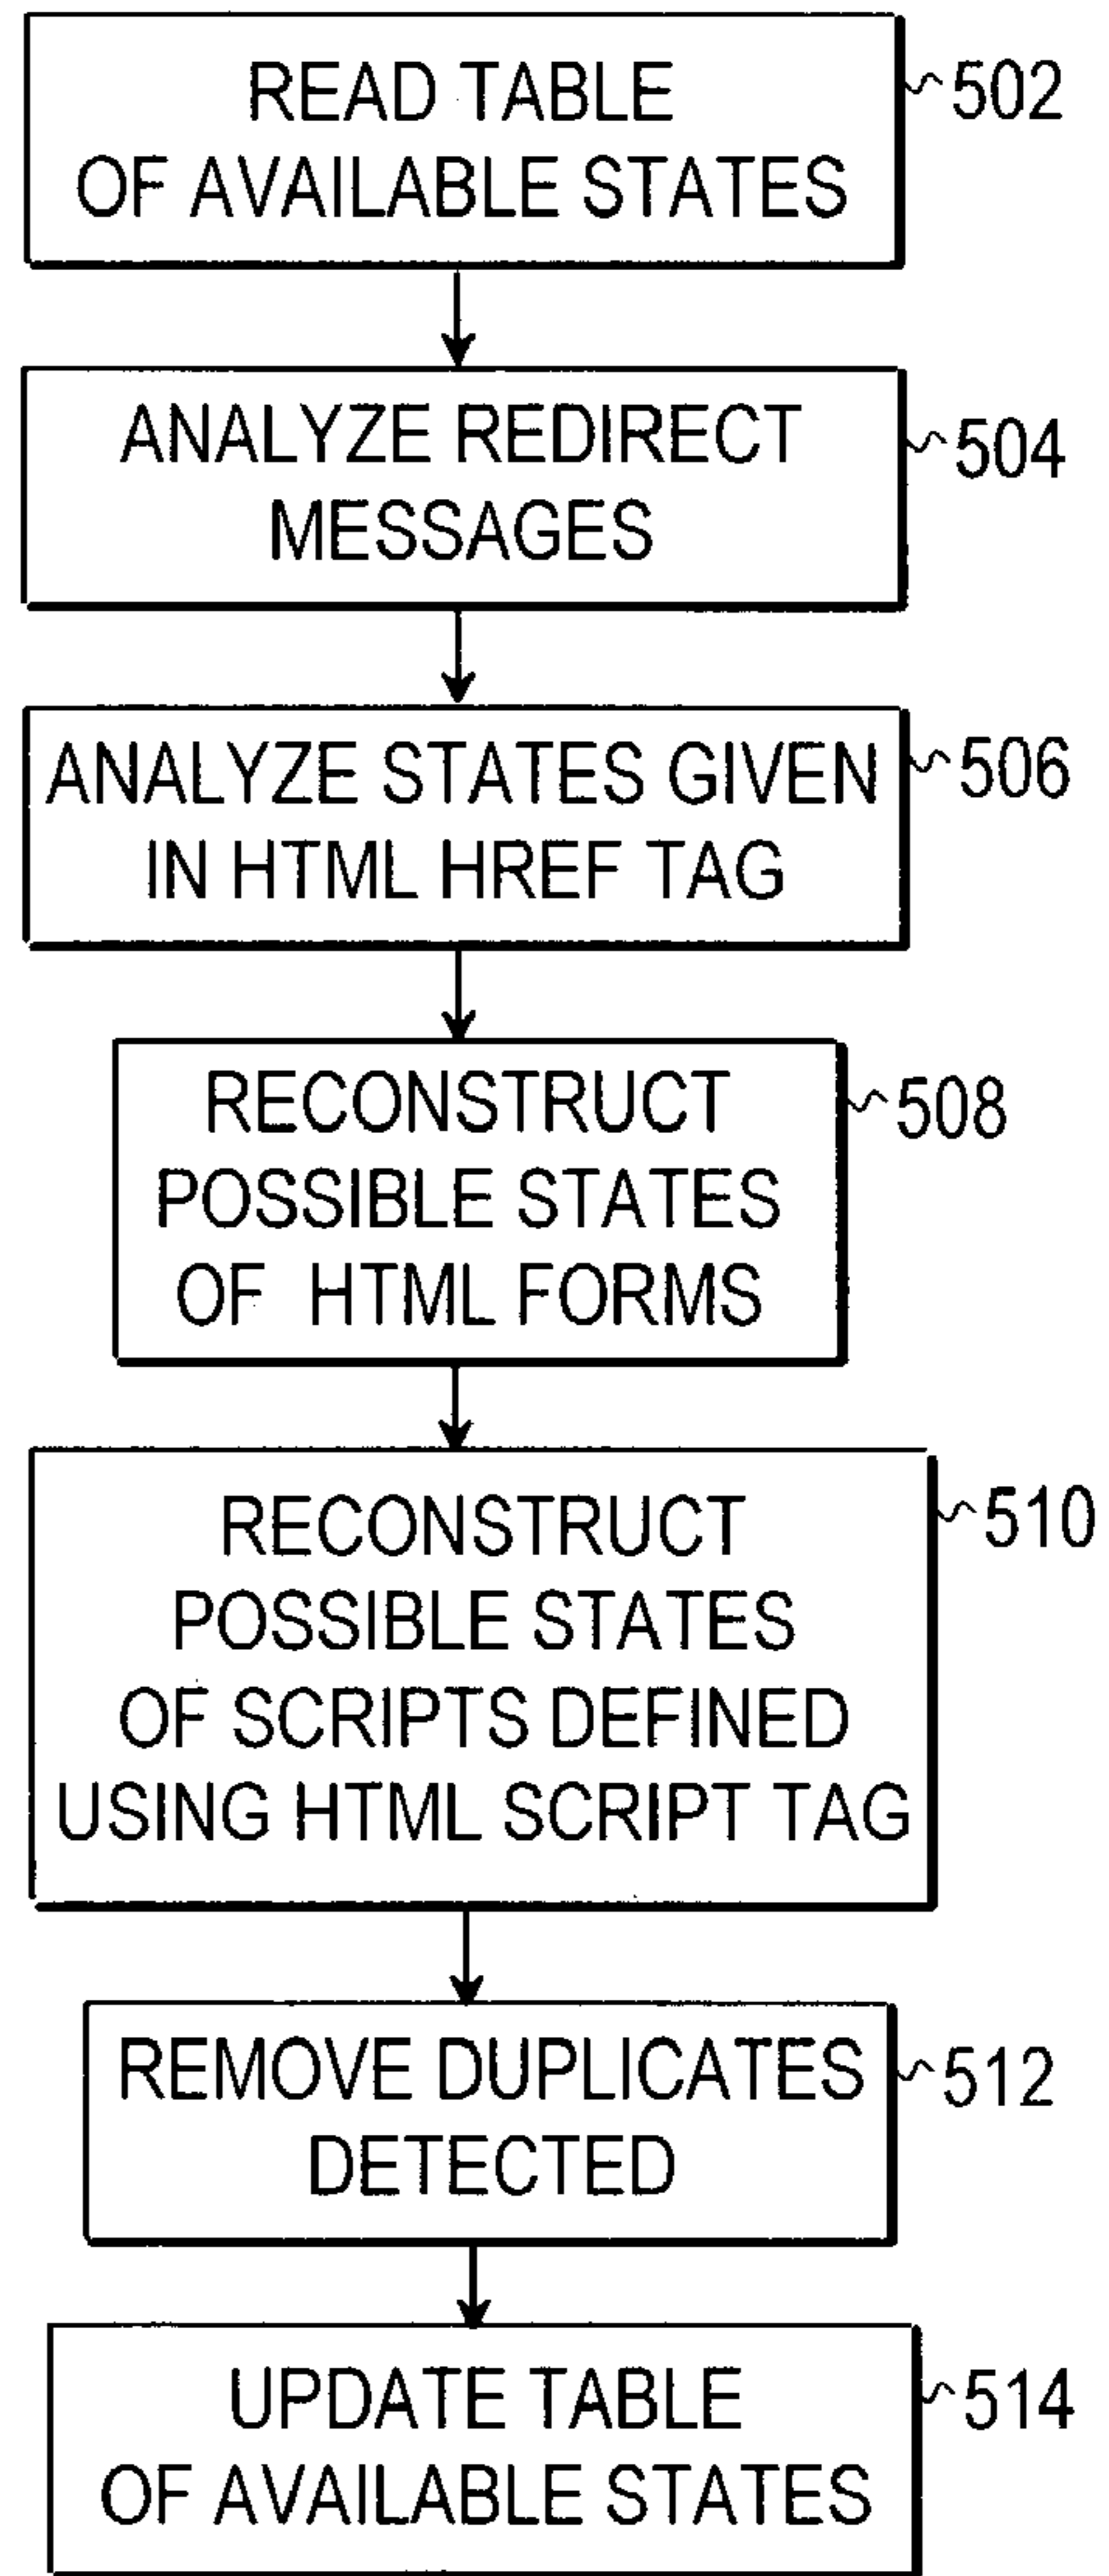 READ TABLE
OF AVAILABLE STATES
502
ANALYZE REDIRECT
MESSAGES
504
ANALYZE STATES GIVEN
IN HTML HREF TAG
506
RECONSTRUCT
POSSIBLE STATES
OF HTML FORMS
508
RECONSTRUCT
POSSIBLE STATES
OF SCRIPTS DEFINED
USING HTML SCRIPT TAG
510
REMOVE DUPLICATES
DETECTED
512
UPDATE TABLE
OF AVAILABLE STATES
514